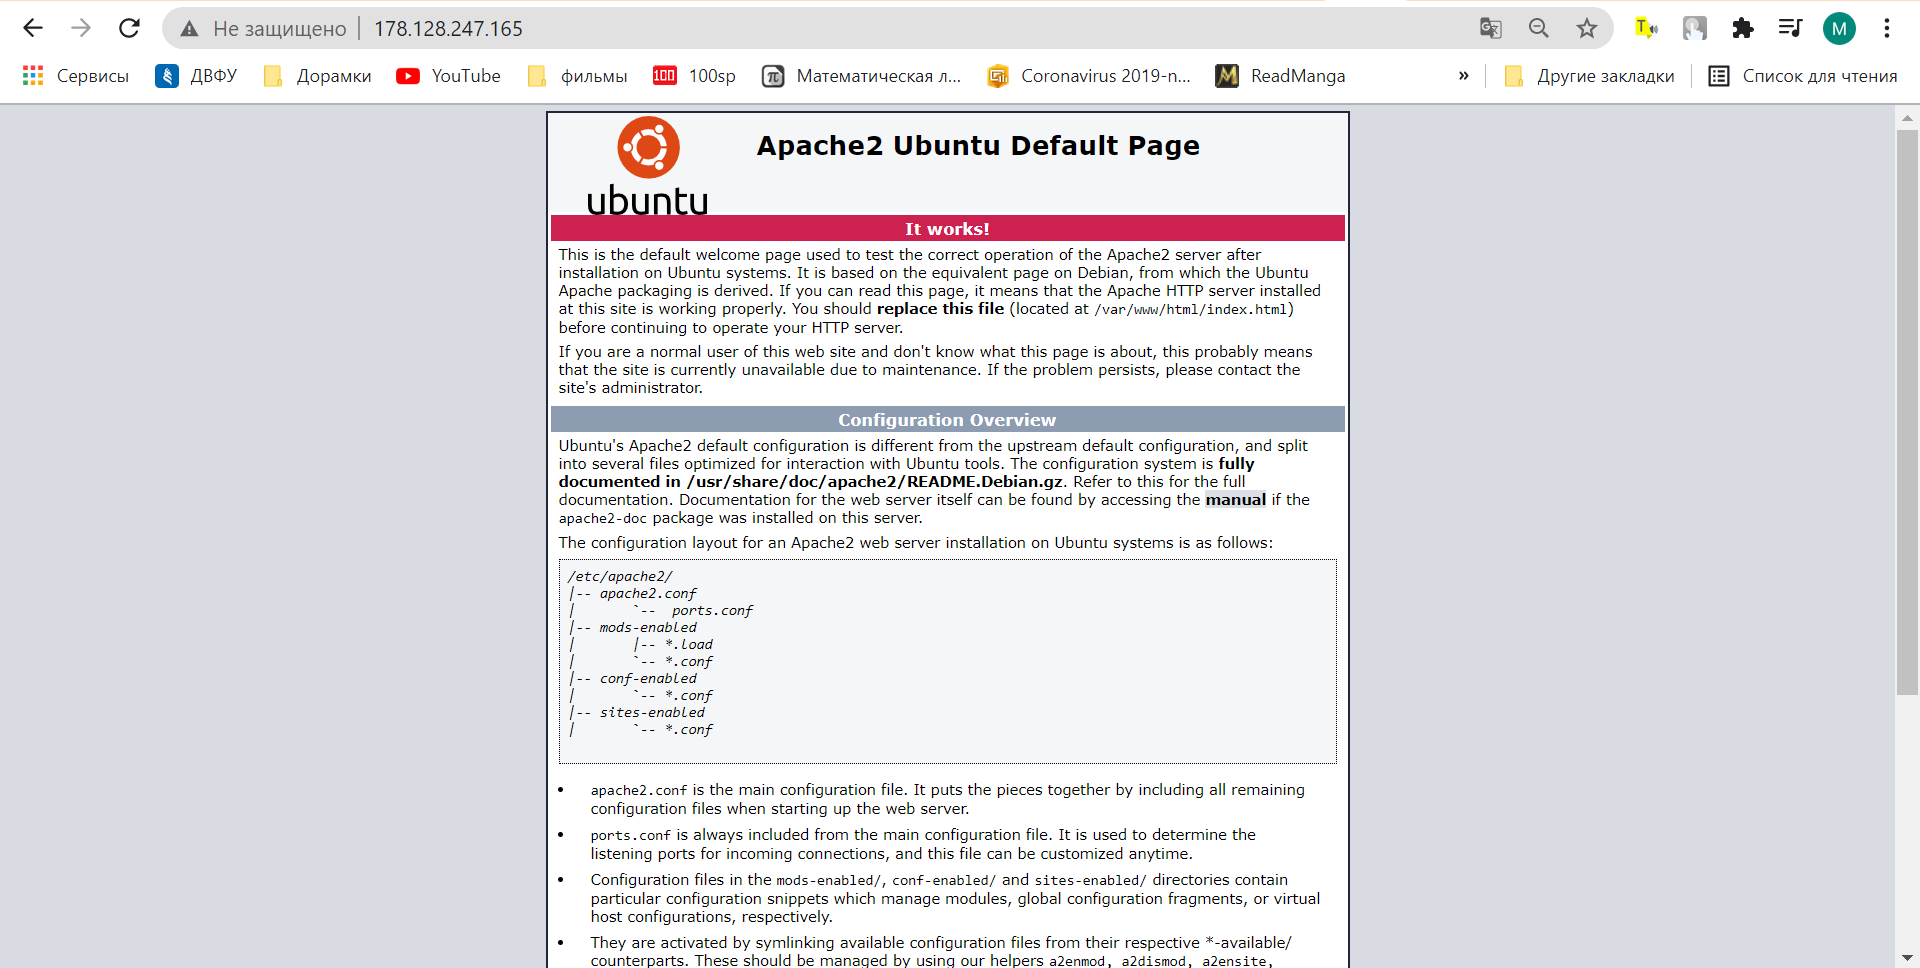 Не защищено 178.128.247.165
M
Сервисы ДВФУ Дорамки YouTube фильмы 100 100sp π Математическая л... Coronavirus 2019-n... M ReadManga » Другие закладки Список для чтения
Apache2 Ubuntu Default Page
ubuntu
It works!
This is the default welcome page used to test the correct operation of the Apache2 server after
installation on Ubuntu systems. It is based on the equivalent page on Debian, from which the Ubuntu
Apache packaging is derived. If you can read this page, it means that the Apache HTTP server installed
at this site is working properly. You should replace this file (located at /var/www/html/index.html)
before continuing to operate your HTTP server.
If you are a normal user of this web site and don't know what this page is about, this probably means
that the site is currently unavailable due to maintenance. If the problem persists, please contact the
site's administrator.
Configuration Overview
Ubuntu's Apache2 default configuration is different from the upstream default configuration, and split
into several files optimized for interaction with Ubuntu tools. The configuration system is fully
documented in /usr/share/doc/apache2/README.Debian.gz. Refer to this for the full
documentation. Documentation for the web server itself can be found by accessing the manual if the
apache2-doc package was installed on this server.
The configuration layout for an Apache2 web server installation on Ubuntu systems is as follows:
/etc/apache2/
|-- apache2.conf
|       `--  ports.conf
|-- mods-enabled
|       |-- *.load
|       `-- *.conf
|-- conf-enabled
|       `-- *.conf
|-- sites-enabled
|       `-- *.conf
• apache2.conf is the main configuration file. It puts the pieces together by including all remaining
configuration files when starting up the web server.
• ports.conf is always included from the main configuration file. It is used to determine the
listening ports for incoming connections, and this file can be customized anytime.
• Configuration files in the mods-enabled/, conf-enabled/ and sites-enabled/ directories contain
particular configuration snippets which manage modules, global configuration fragments, or virtual
host configurations, respectively.
• They are activated by symlinking available configuration files from their respective *-available/
counterparts. These should be managed by using our helpers a2enmod, a2dismod, a2ensite,